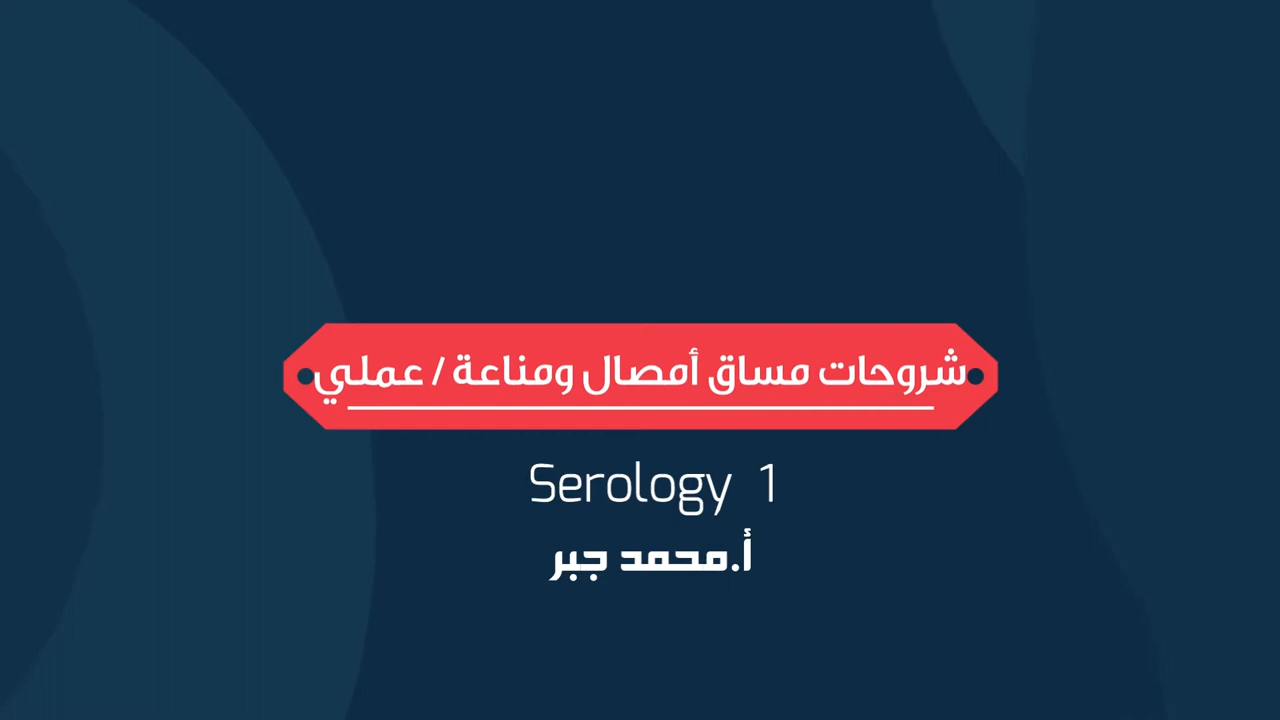 شروحات مساق أمصال ومناعة / عملي
Serology 1
أ.محمد جبر